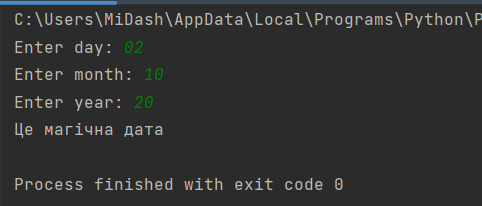 C:\Users\MiDash\AppData\Local\Programs\Python\P
Enter day: 02
Enter month: 10
Enter year: 20
Це магічна дата
Process finished with exit code 0